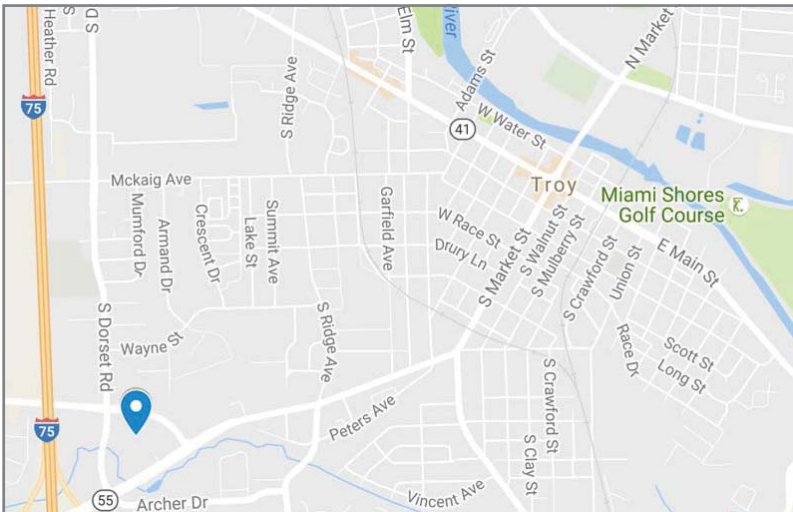 Heather Rd
S
S D
Elm St
River
N Market
75
S Ridge Ave
Adams St
W Water St
41
Mckaig Ave
Troy
Miami Shores
Golf Course
Mumford Dr
Armand Dr
Crescent Dr
Lake St
Summit Ave
Garfield Ave
W Race St
Drury Ln
S Market St
S Walnut St
S Mulberry St
S Crawford St
Union St
E Main St
S Dorset Rd
Wayne St
S Ridge Ave
Race Dr
Scott St
Long St
Peters Ave
S Crawford St
S Clay St
75
55
Archer Dr
Vincent Ave